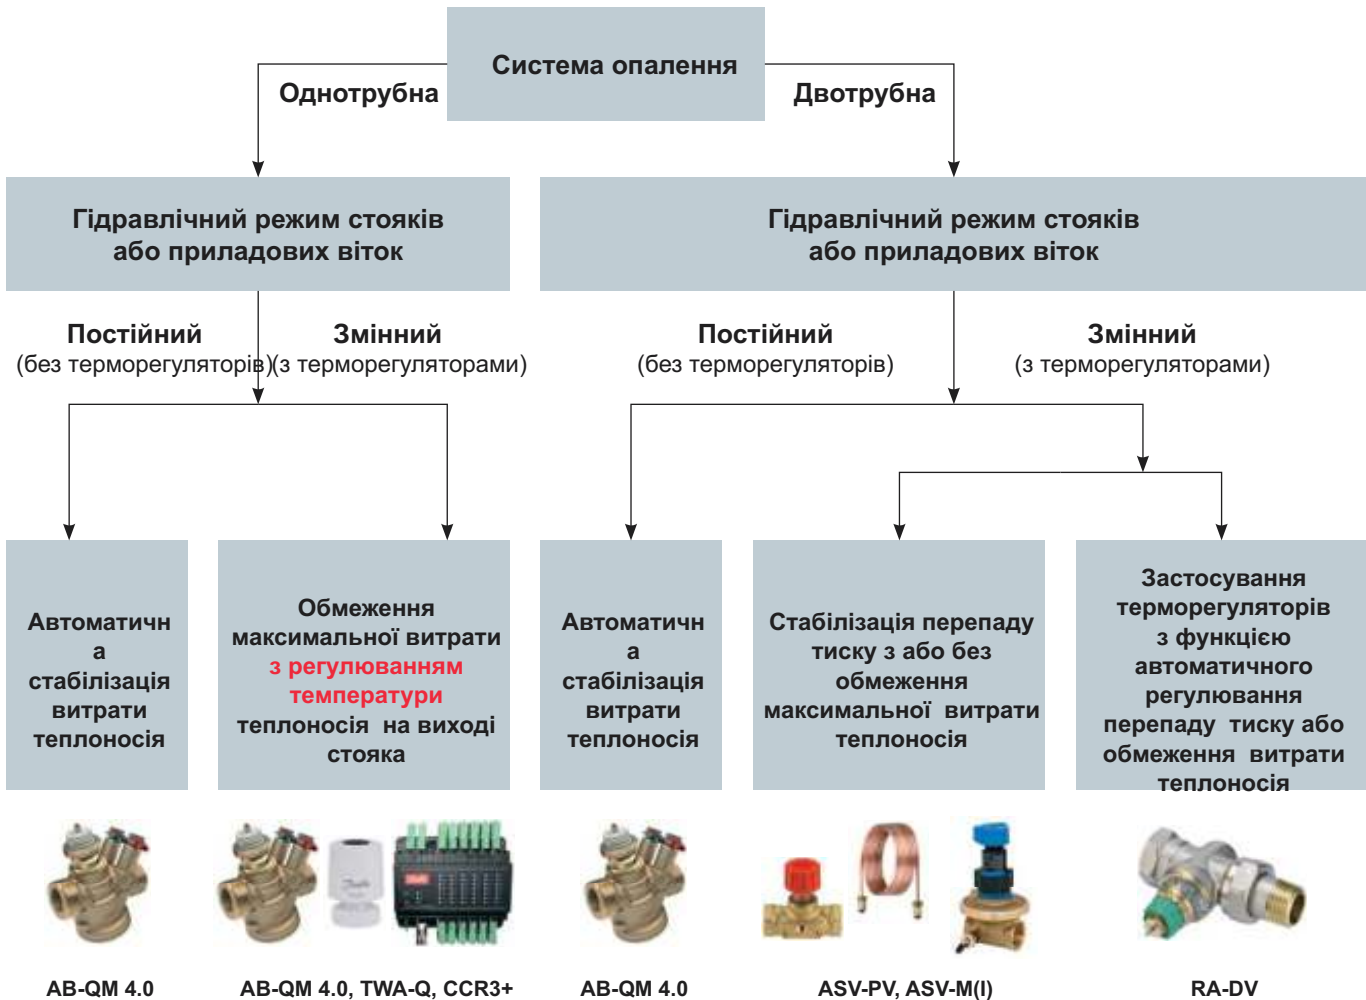 Система опалення
Однотрубна
Двотрубна
Гідравлічний режим стояків
або приладових віток
Гідравлічний режим стояків
або приладових віток
Постійний
(без терморегуляторів)
Змінний
(з терморегуляторами)
Постійний
(без терморегуляторів)
Змінний
(з терморегуляторами)
Автоматичн
а
стабілізація
витрати
теплоносія
Обмеження
максимальної витрати
з регулюванням
температури
теплоносія на виході
стояка
Автоматичн
а
стабілізація
витрати
теплоносія
Стабілізація перепаду
тиску з або без
обмеження
максимальної витрати
теплоносія
Застосування
терморегуляторів
з функцією
автоматичного
регулювання
перепаду тиску або
обмеження витрати
теплоносія
AB-QM 4.0
AB-QM 4.0, TWA-Q, CCR3+
AB-QM 4.0
ASV-PV, ASV-M(I)
RA-DV